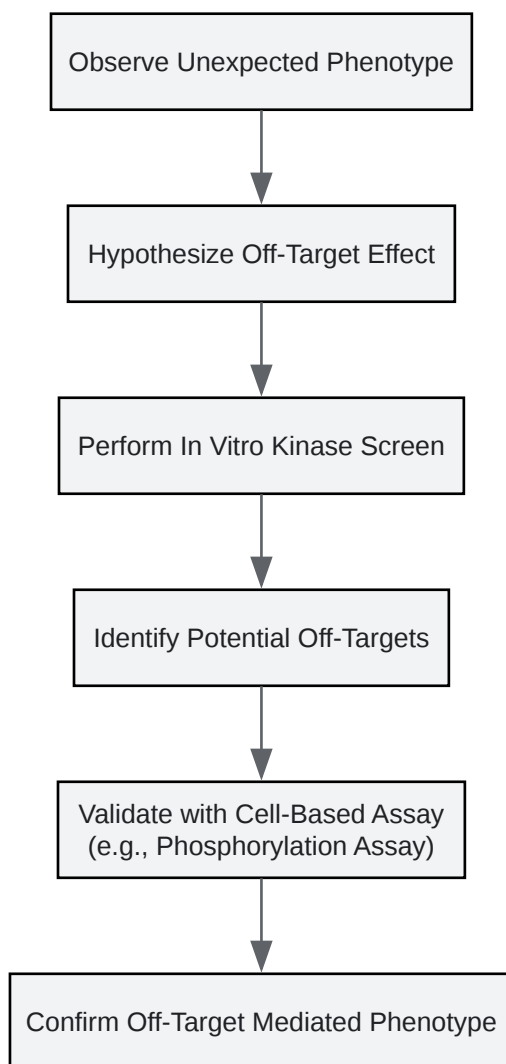 Observe Unexpected Phenotype
Hypothesize Off-Target Effect
Perform In Vitro Kinase Screen
Identify Potential Off-Targets
Validate with Cell-Based Assay
(e.g., Phosphorylation Assay)
Confirm Off-Target Mediated Phenotype